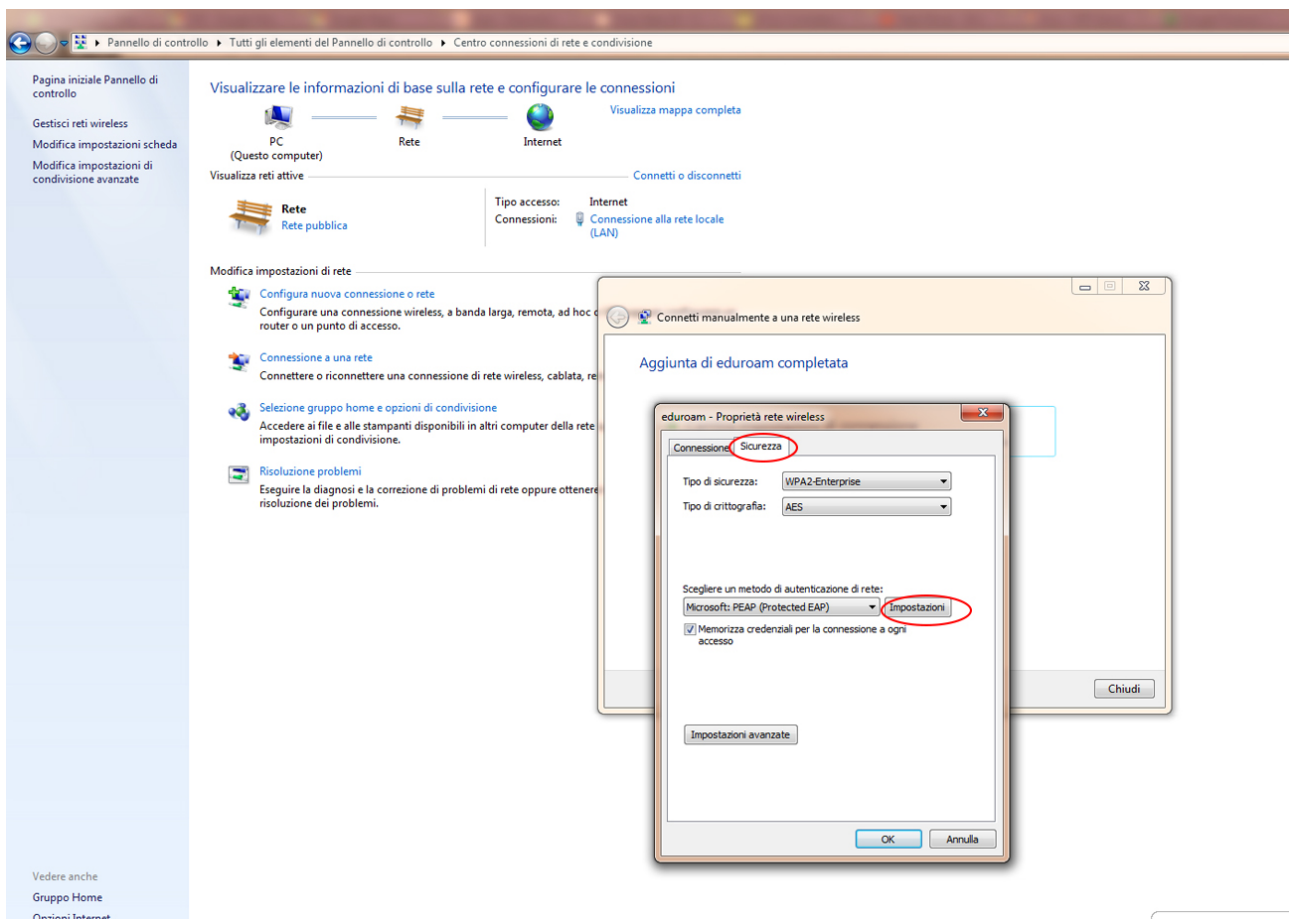 Pannello di controllo ▸ Tutti gli elementi del Pannello di controllo ▸ Centro connessioni di rete e condivisione
Pagina iniziale Pannello di
controllo
Gestisci reti wireless
Modifica impostazioni scheda
Modifica impostazioni di
condivisione avanzate
Visualizzare le informazioni di base sulla rete e configurare le connessioni
Visualizza mappa completa
PC
(Questo computer)
Rete
Internet
Visualizza reti attive
Connetti o disconnetti
Rete
Rete pubblica
Tipo accesso: Internet
Connessioni: Connessione alla rete locale
(LAN)
Modifica impostazioni di rete
Configura nuova connessione o rete
Configurare una connessione wireless, a banda larga, remota, ad hoc
router o un punto di accesso.
Connessione a una rete
Connettere o riconnettere una connessione di rete wireless, cablata, re
Selezione gruppo home e opzioni di condivisione
Accedere ai file e alle stampanti disponibili in altri computer della rete
impostazioni di condivisione.
Risoluzione problemi
Eseguire la diagnosi e la correzione di problemi di rete oppure ottenere
risoluzione dei problemi.
Vedere anche
Gruppo Home
Opzioni Internet
Connetti manualmente a una rete wireless
Aggiunta di eduroam completata
Chiudi
eduroam - Proprietà rete wireless
Connessione Sicurezza
Tipo di sicurezza: WPA2-Enterprise
Tipo di crittografia: AES
Scegliere un metodo di autenticazione di rete:
Microsoft: PEAP (Protected EAP) Impostazioni
Memorizza credenziali per la connessione a ogni
accesso
Impostazioni avanzate
OK Annulla